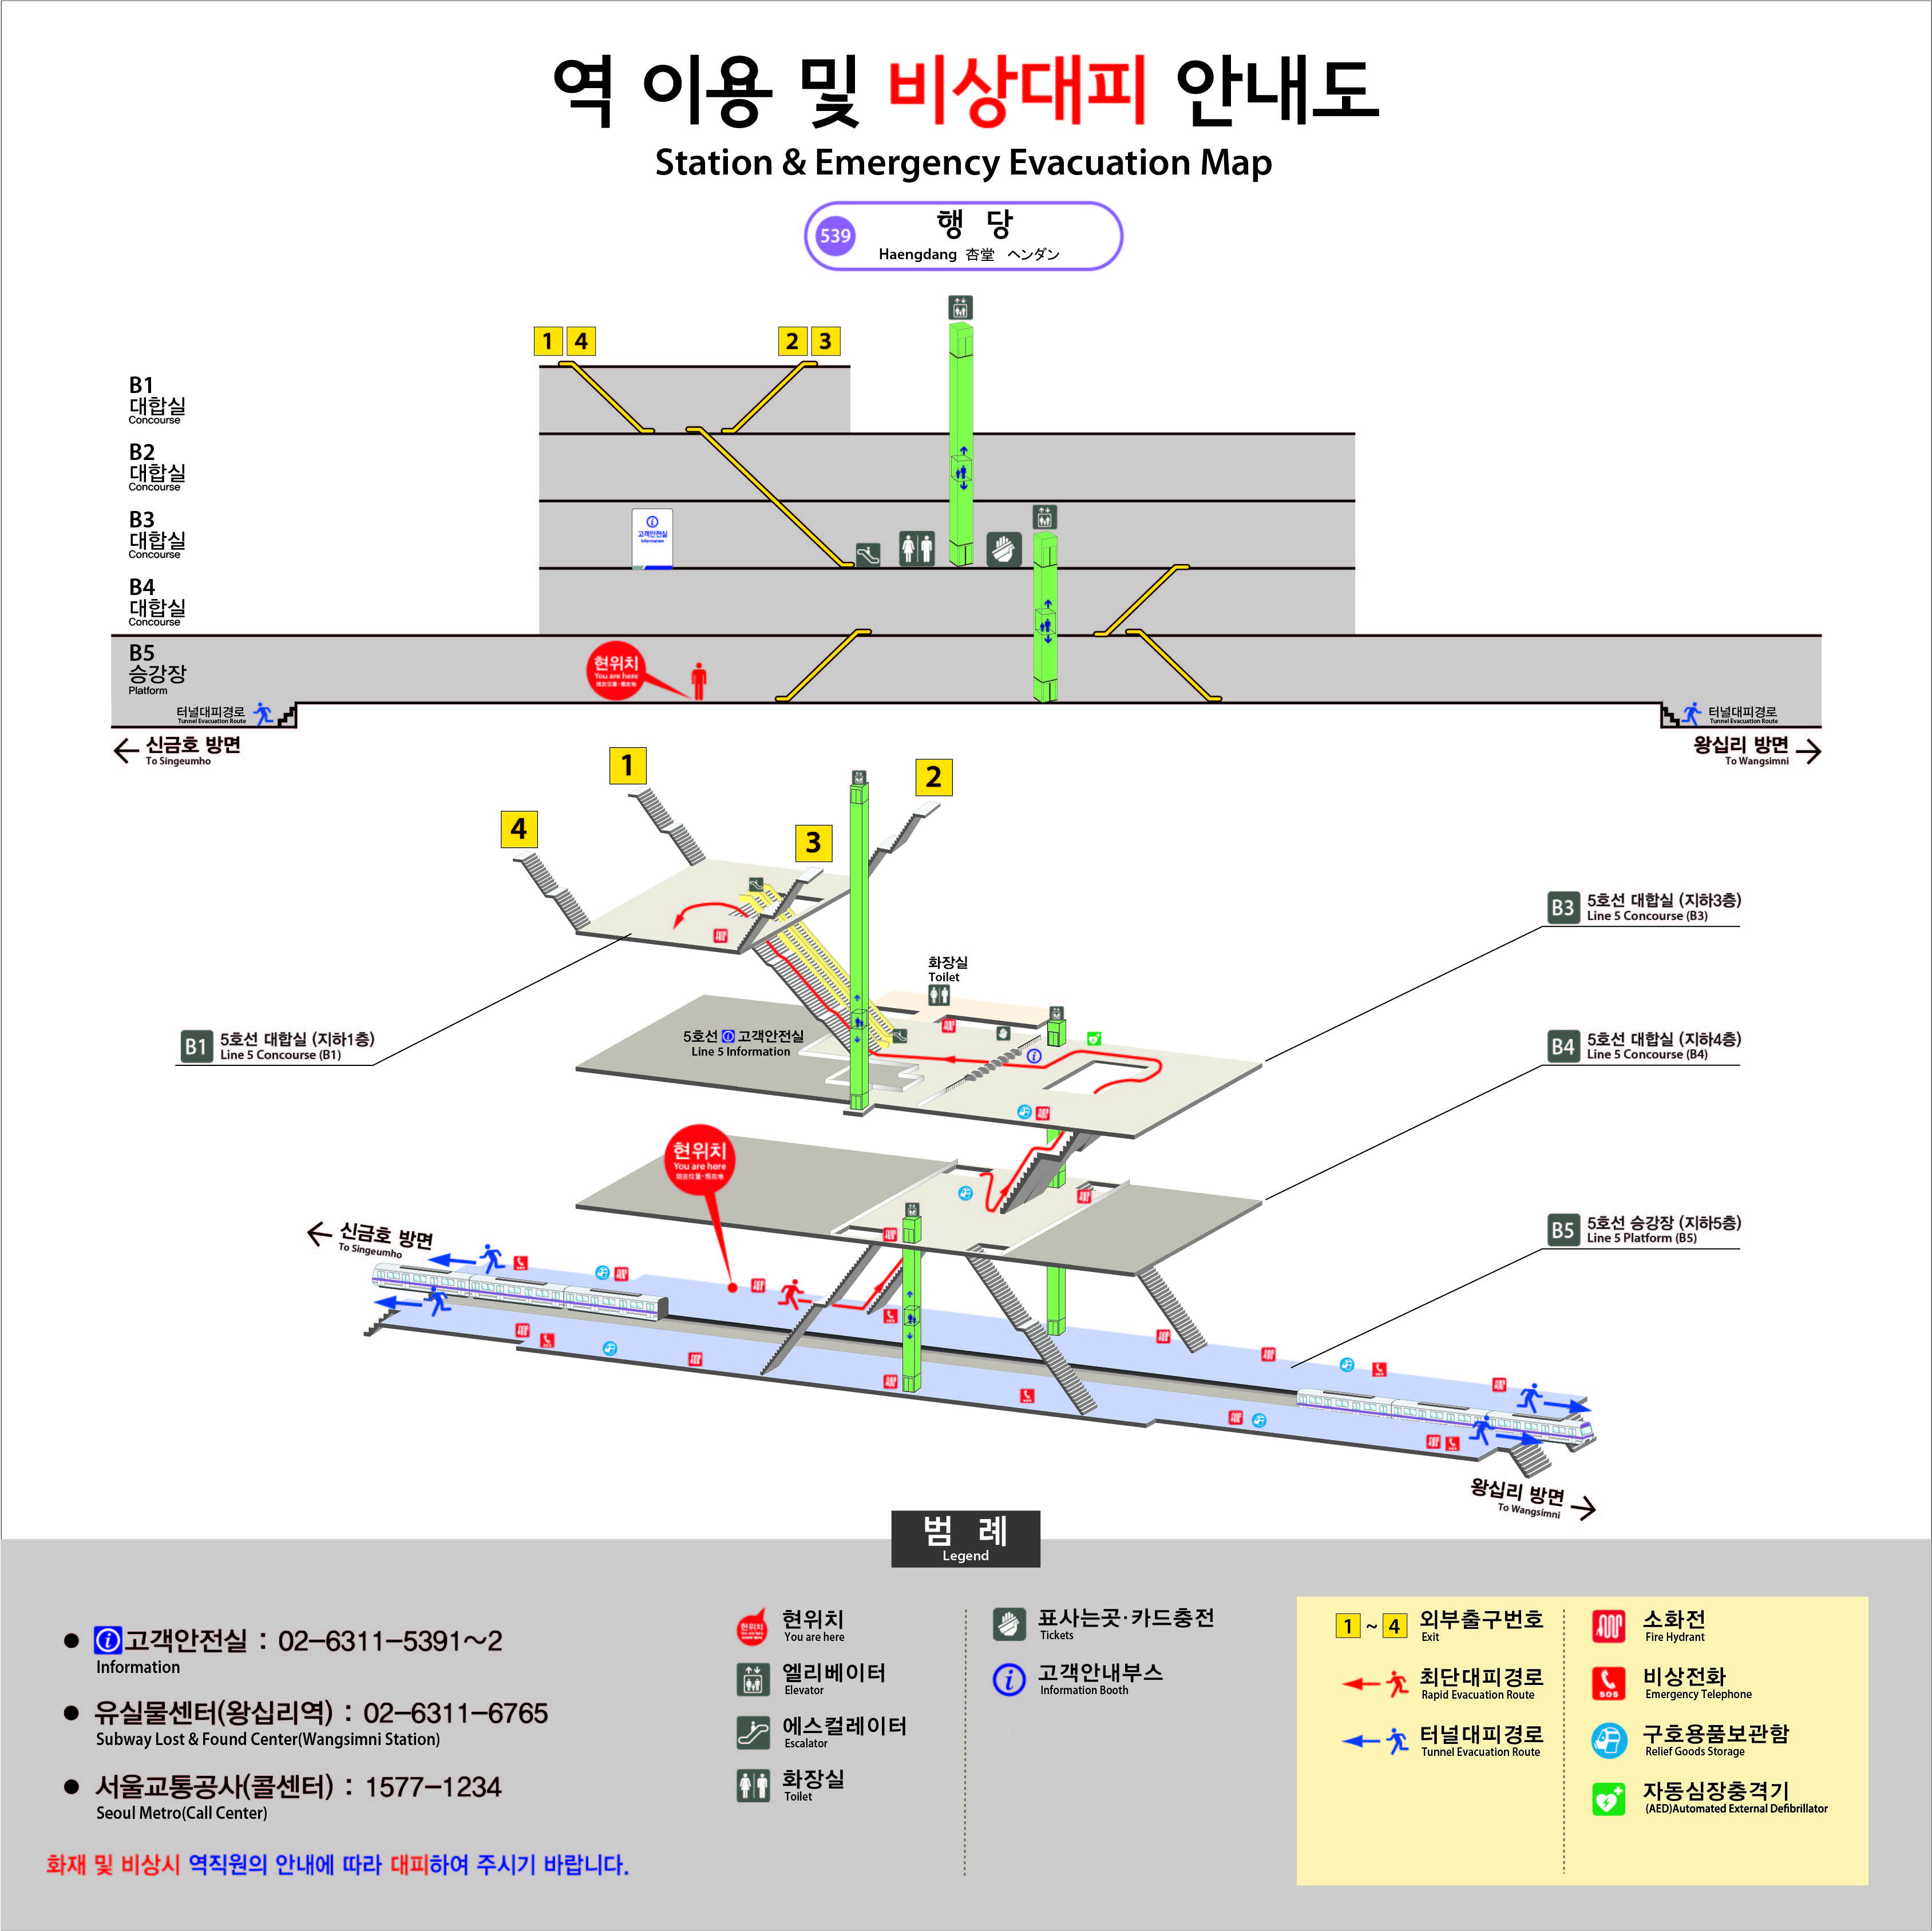 역 이용 및 비상대피 안내도
Station & Emergency Evacuation Map
539
행 당
Haengdang 杏堂 ヘンダン
1 4
2 3
B1
대합실
Concourse
B2
대합실
Concourse
B3
대합실
Concourse
고객안전실
Information
B4
대합실
Concourse
B5
승강장
Platform
현위치
You are here
터널대피경로
Tunnel Evacuation Route
터널대피경로
Tunnel Evacuation Route
신금호 방면
To Singeumho
왕십리 방면
To Wangsimni
1
2
4
3
B3 5호선 대합실 (지하3층)
Line 5 Concourse (B3)
화장실
Toilet
B1 5호선 대합실 (지하1층)
Line 5 Concourse (B1)
5호선 i 고객안전실
Line 5 Information
B4 5호선 대합실 (지하4층)
Line 5 Concourse (B4)
현위치
You are here
B5 5호선 승강장 (지하5층)
Line 5 Platform (B5)
신금호 방면
To Singeumho
왕십리 방면
To Wangsimni
범 례
Legend
● i 고객안전실 : 02-6311-5391~2
Information
● 유실물센터(왕십리역) : 02-6311-6765
Subway Lost & Found Center(Wangsimni Station)
● 서울교통공사(콜센터) : 1577-1234
Seoul Metro(Call Center)
화재 및 비상시 역직원의 안내에 따라 대피하여 주시기 바랍니다.
현위치
You are here
엘리베이터
Elevator
에스컬레이터
Escalator
화장실
Toilet
표사는곳·카드충전
Tickets
고객안내부스
Information Booth
1 ~ 4 외부출구번호
Exit
최단대피경로
Rapid Evacuation Route
터널대피경로
Tunnel Evacuation Route
소화전
Fire Hydrant
SOS
비상전화
Emergency Telephone
구호용품보관함
Relief Goods Storage
자동심장충격기
(AED)Automated External Defibrillator